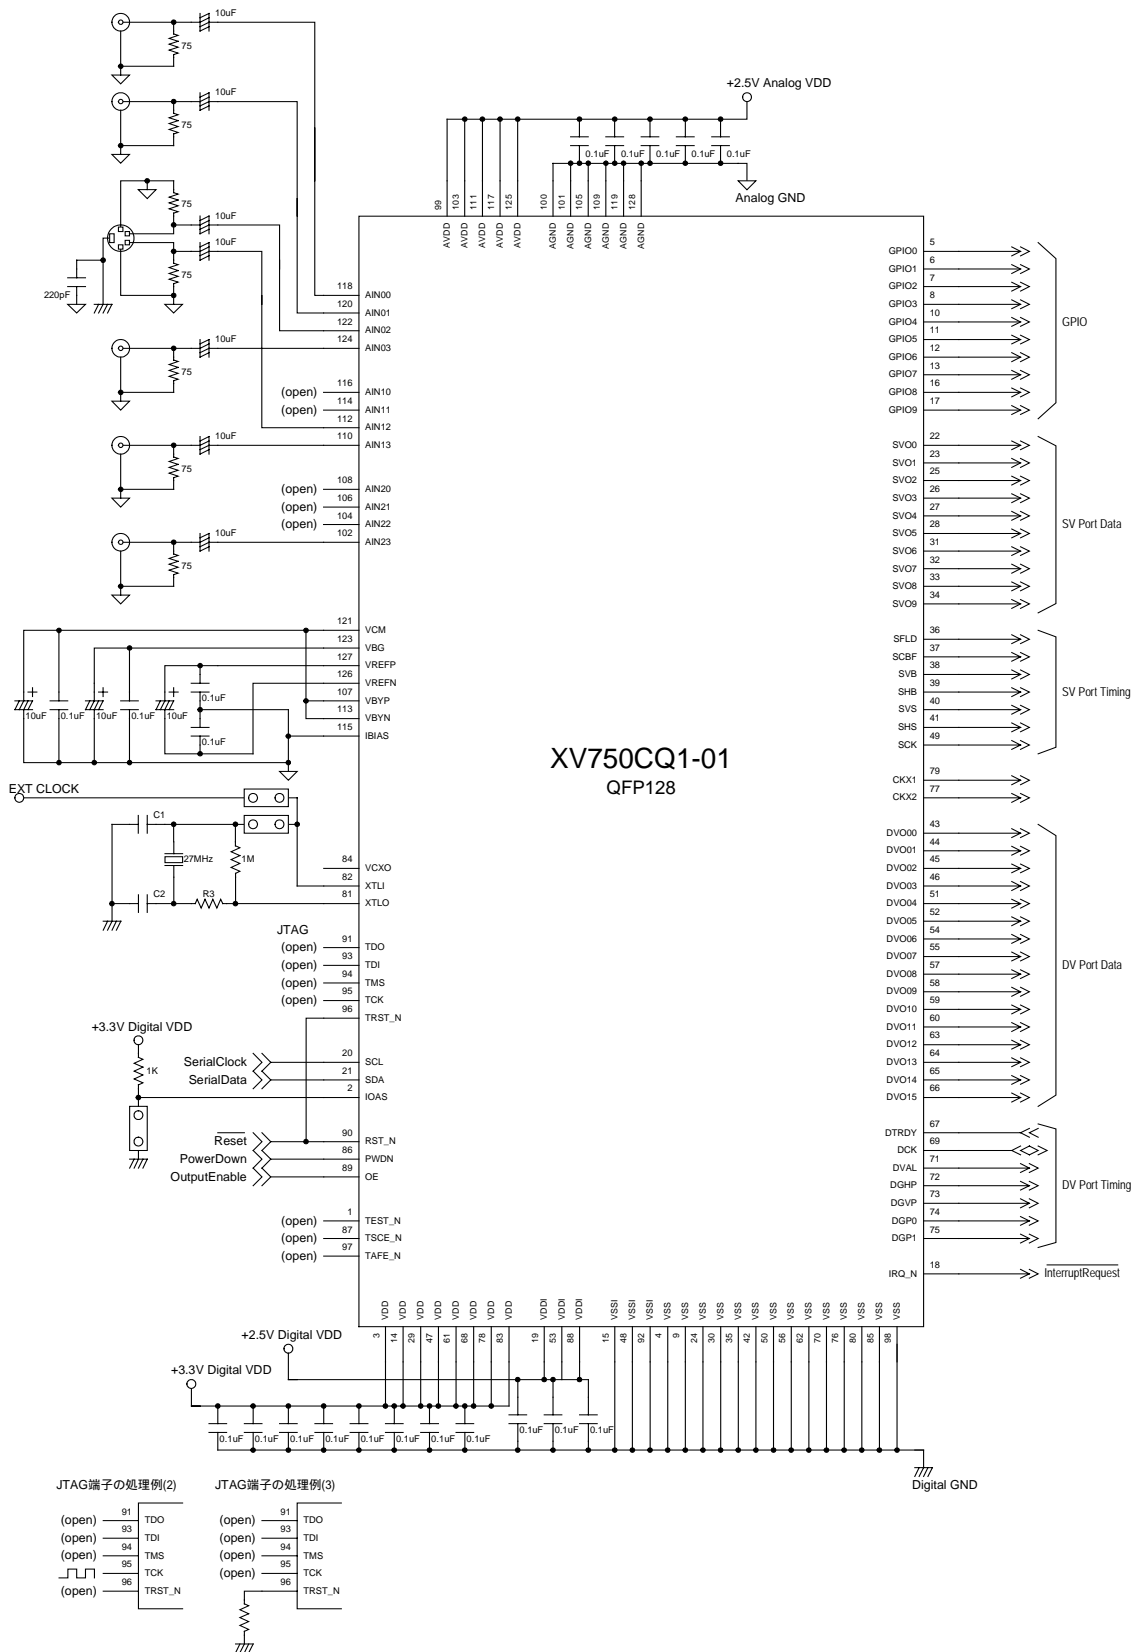 10uF
75
10uF
75
+2.5V Analog VDD
0.1uF 0.1uF 0.1uF 0.1uF 0.1uF
Analog GND
99 103 111 117 125 100 101 105 109 119 128
AVDD AVDD AVDD AVDD AVDD AGND AGND AGND AGND AGND AGND
75
10uF
10uF
75
220pF
118 AIN00
120 AIN01
122 AIN02
10uF
75
124 AIN03
(open) 116 AIN10
(open) 114 AIN11
112 AIN12
10uF
75
110 AIN13
(open) 108 AIN20
(open) 106 AIN21
(open) 104 AIN22
10uF
75
102 AIN23
121 VCM
123 VBG
127 VREFP
126 VREFN
107 VBYP
113 VBYN
115 IBIAS
+ + +
10uF 0.1uF 10uF 0.1uF 10uF 0.1uF
0.1uF
EXT CLOCK
C1
27MHz
1M
C2
R3
84 VCXO
82 XTLI
81 XTLO
JTAG
(open) 91 TDO
(open) 93 TDI
(open) 94 TMS
(open) 95 TCK
96 TRST_N
+3.3V Digital VDD
1K
SerialClock 20 SCL
SerialData 21 SDA
2 IOAS
Reset 90 RST_N
PowerDown 86 PWDN
OutputEnable 89 OE
(open) 1 TEST_N
(open) 87 TSCE_N
(open) 97 TAFE_N
XV750CQ1-01
QFP128
GPIO0 5
GPIO1 6
GPIO2 7
GPIO3 8
GPIO4 10
GPIO5 11
GPIO6 12
GPIO7 13
GPIO8 16
GPIO9 17
GPIO
SVO0 22
SVO1 23
SVO2 25
SVO3 26
SVO4 27
SVO5 28
SVO6 31
SVO7 32
SVO8 33
SVO9 34
SV Port Data
SFLD 36
SCBF 37
SVB 38
SHB 39
SVS 40
SHS 41
SCK 49
SV Port Timing
CKX1 79
CKX2 77
DVO00 43
DVO01 44
DVO02 45
DVO03 46
DVO04 51
DVO05 52
DVO06 54
DVO07 55
DVO08 57
DVO09 58
DVO10 59
DVO11 60
DVO12 63
DVO13 64
DVO14 65
DVO15 66
DV Port Data
DTRDY 67
DCK 69
DVAL 71
DGHP 72
DGVP 73
DGP0 74
DGP1 75
DV Port Timing
IRQ_N 18 InterruptRequest
VDD VDD VDD VDD VDD VDD VDD VDD VDDI VDDI VDDI VSSI VSSI VSSI VSS VSS VSS VSS VSS VSS VSS VSS VSS VSS VSS VSS VSS VSS
3 14 29 47 61 68 78 83 19 53 88 15 48 92 4 9 24 30 35 42 50 56 62 70 76 80 85 98
+2.5V Digital VDD
+3.3V Digital VDD
0.1uF 0.1uF 0.1uF 0.1uF 0.1uF 0.1uF 0.1uF 0.1uF 0.1uF 0.1uF 0.1uF
Digital GND
JTAG端子の処理例(2)
(open) 91 TDO
(open) 93 TDI
(open) 94 TMS
95 TCK
(open) 96 TRST_N
JTAG端子の処理例(3)
(open) 91 TDO
(open) 93 TDI
(open) 94 TMS
(open) 95 TCK
96 TRST_N